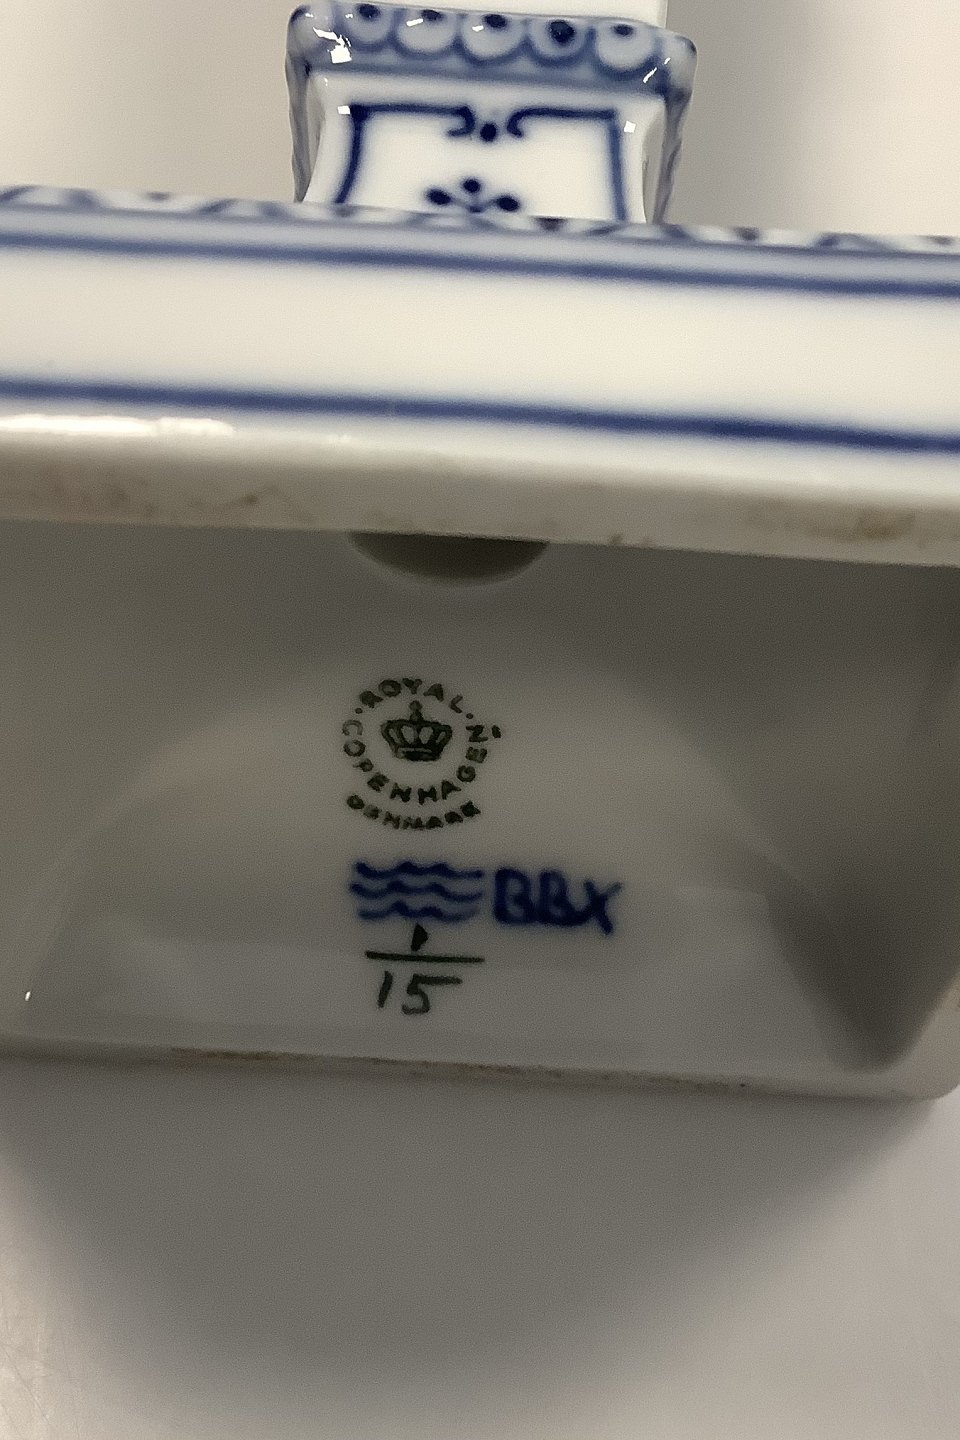 ROYAL
COPENHAGEN
DENMARK
BBX
1
15